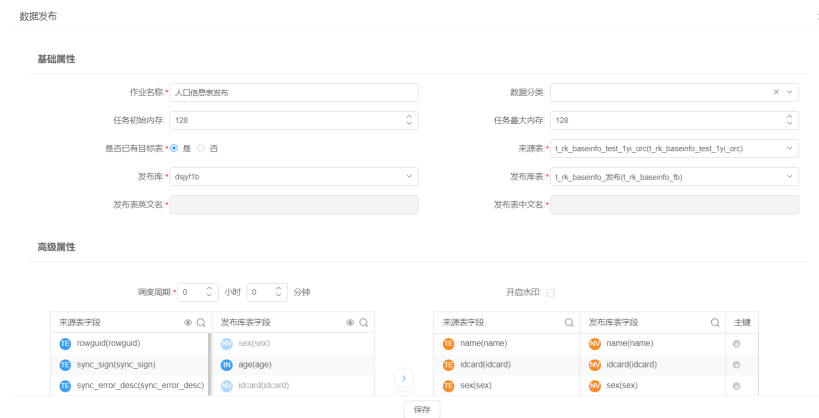 数据发布
基础属性
作业名称:* 人口信息表发布 数据分类:
任务初始内存: 128 任务最大内存: 128
是否已有目标表:* 是 否 来源表:* t_rk_baseinfo_test_1yi_orc(t_rk_baseinfo_test_1yi_orc)
发布库:* dsjyf1b 发布库表:* t_rk_baseinfo_发布(t_rk_baseinfo_fb)
发布表英文名:* 发布表中文名:*
高级属性
调度周期:* 0 小时 0 分钟 开启水印:
来源表字段 发布库表字段 来源表字段 发布库表字段 主键
TE rowguid(rowguid) NV sex(sex) TE name(name) NV name(name)
TE sync_sign(sync_sign) IN age(age) TE idcard(idcard) NV idcard(idcard)
TE sync_error_desc(sync_error_desc) NV idcard(idcard) TE sex(sex) NV sex(sex)
保存